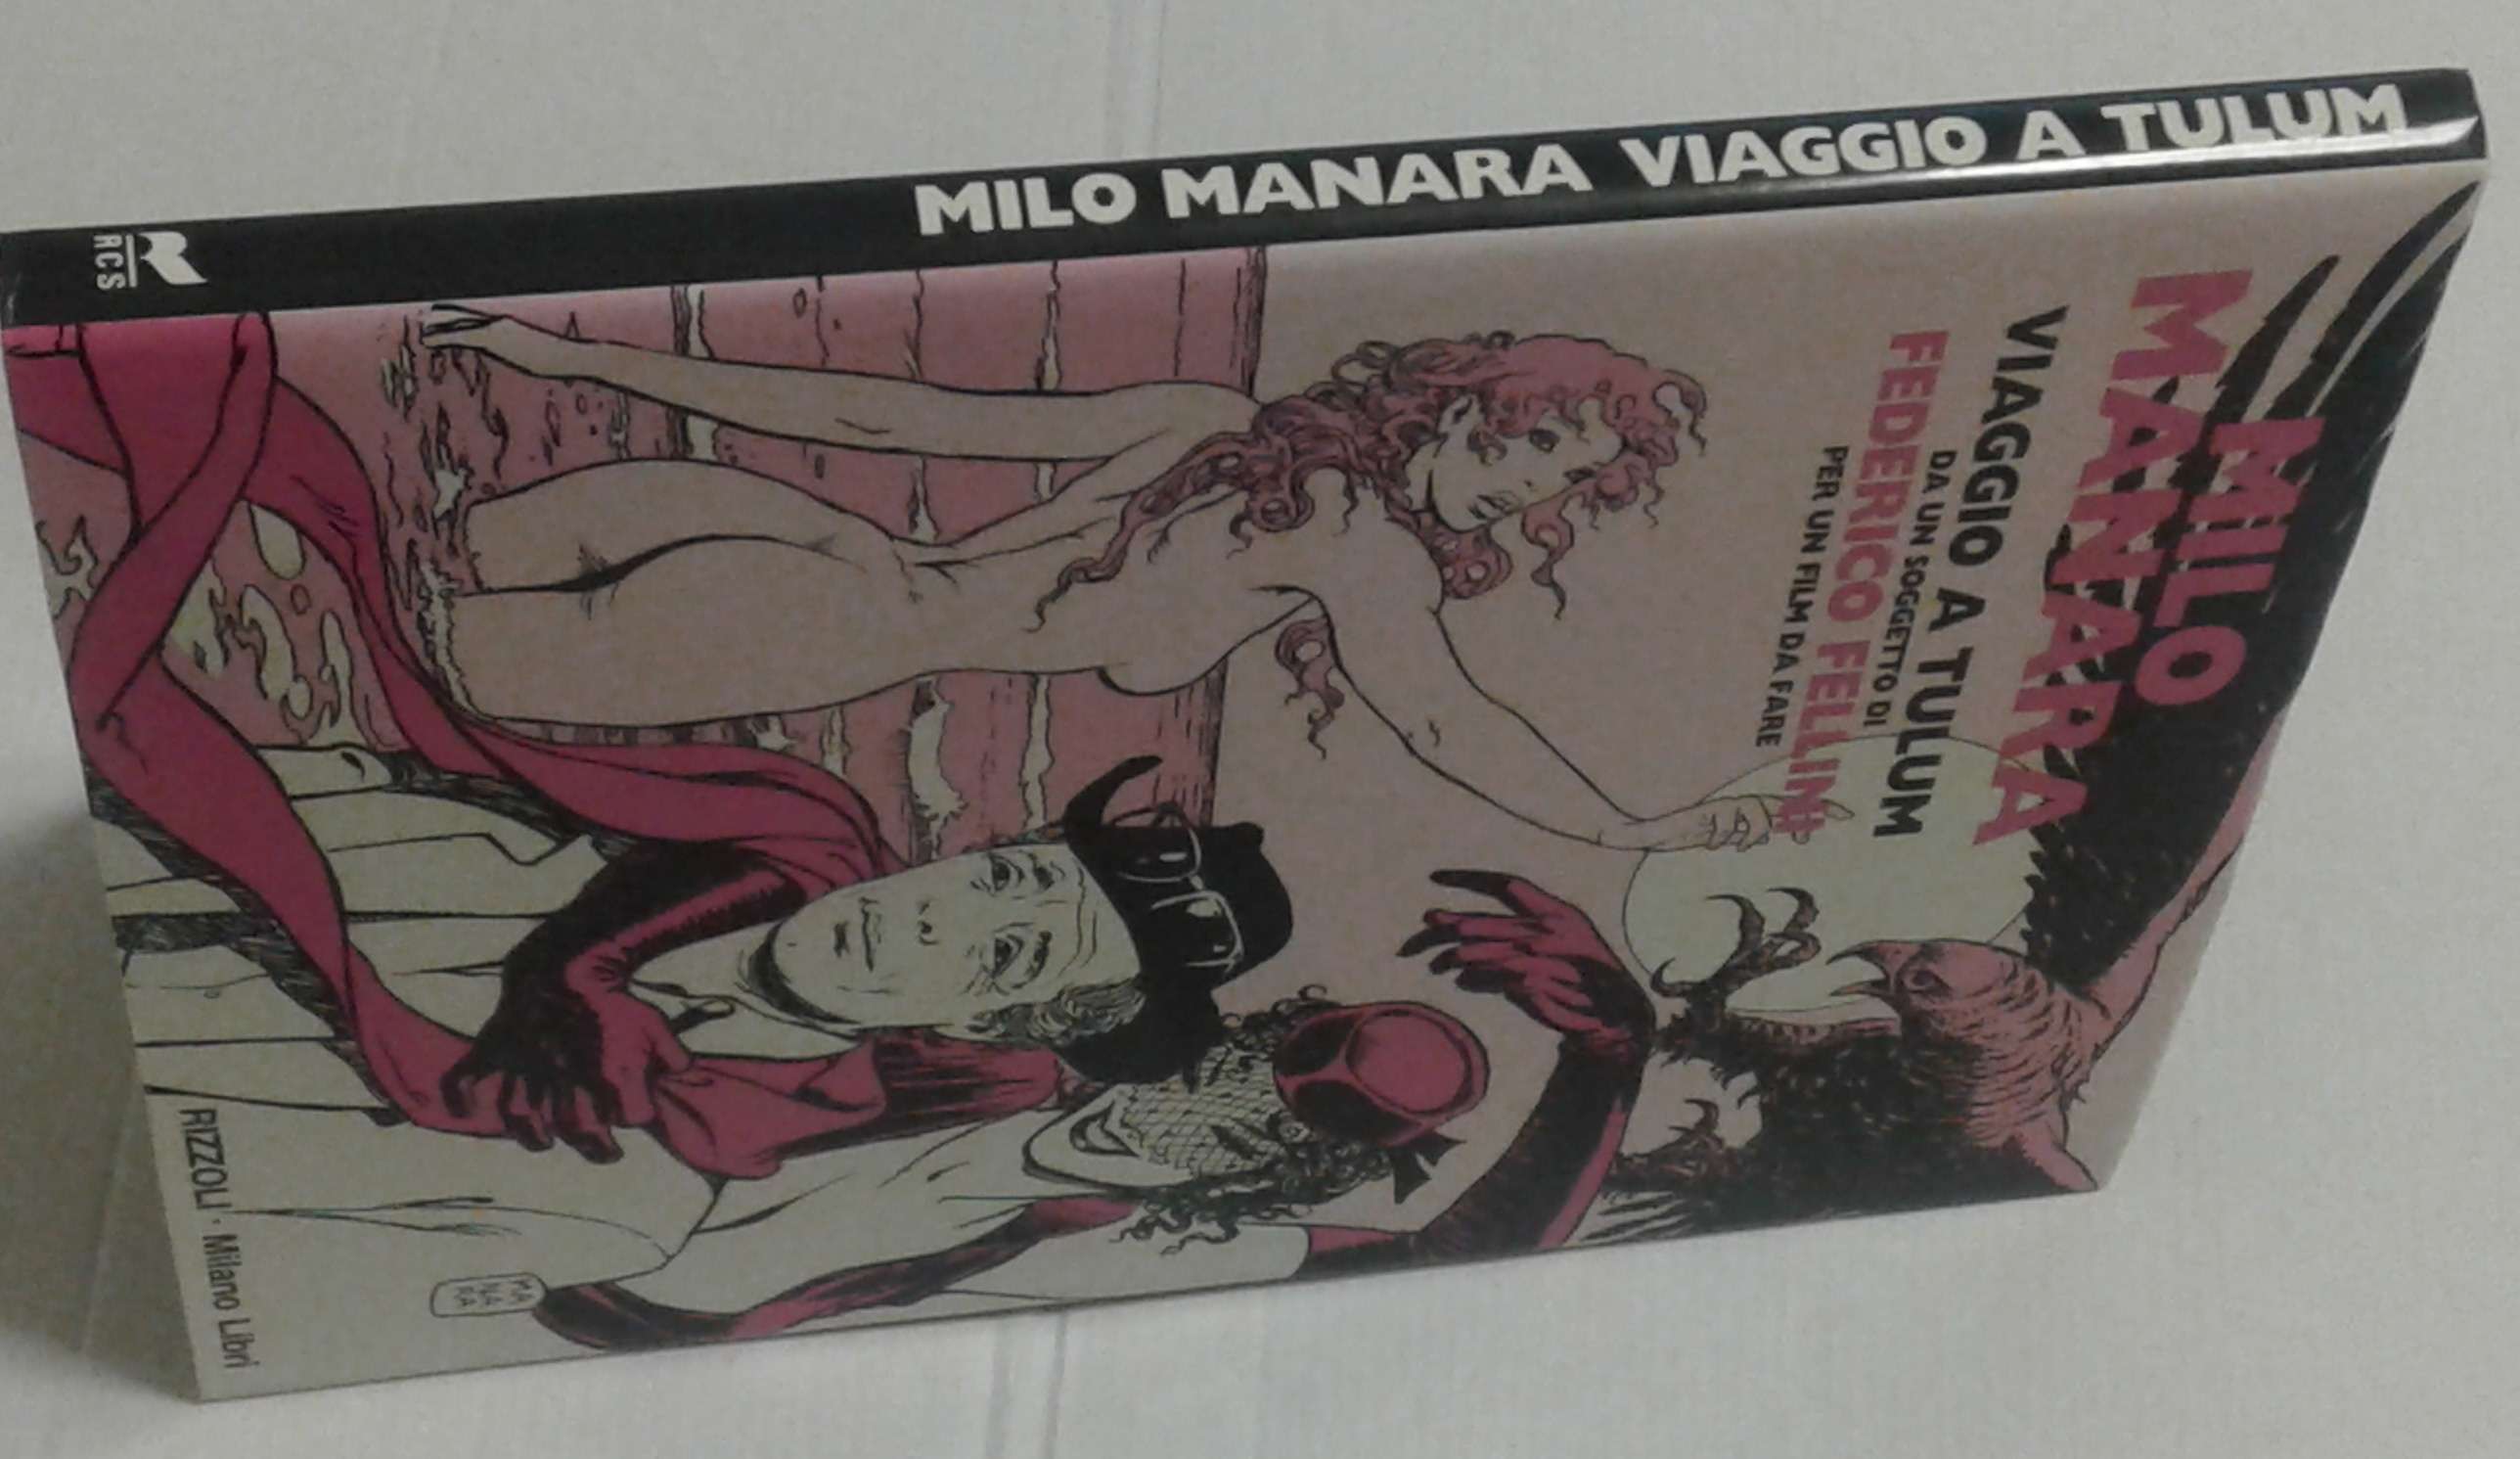 MILO MANARA VIAGGIO A TULUM
RCS
MILO
MANARA
VIAGGIO A TULUM
DA UN SOGGETTO DI
FEDERICO FELLINI
PER UN FILM DA FARE
MA
NA
RA
RIZZOLI · Milano Libri